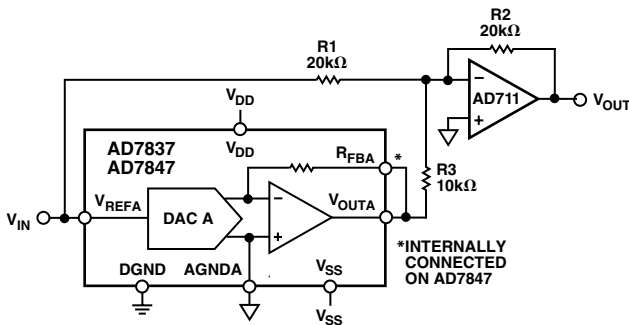 R2
20kΩ
R1
20kΩ
AD711
−
+
V_OUT
V_DD
V_DD
AD7837
AD7847
R_FBA
*
R3
10kΩ
V_REFA
DAC A
−
+
V_OUTA
V_IN
*INTERNALLY
CONNECTED
ON AD7847
DGND
AGNDA
V_SS
V_SS